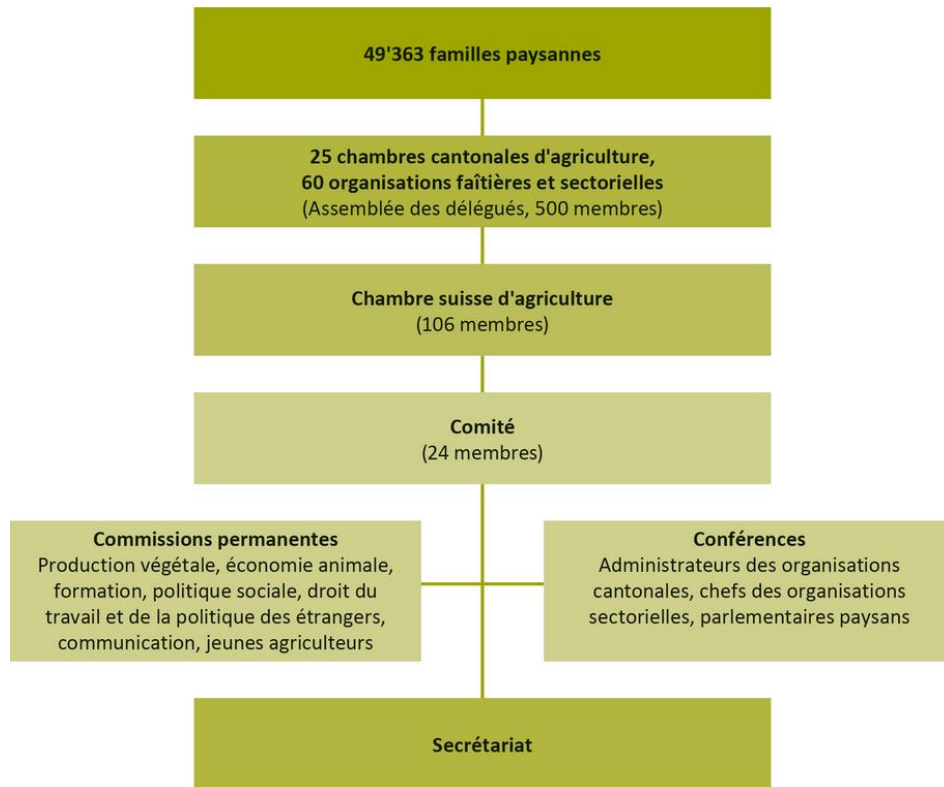 49'363 familles paysannes
25 chambres cantonales d'agriculture,
60 organisations faîtières et sectorielles
(Assemblée des délégués, 500 membres)
Chambre suisse d'agriculture
(106 membres)
Comité
(24 membres)
Commissions permanentes
Production végétale, économie animale,
formation, politique sociale, droit du
travail et de la politique des étrangers,
communication, jeunes agriculteurs
Conférences
Administrateurs des organisations
cantonales, chefs des organisations
sectorielles, parlementaires paysans
Secrétariat